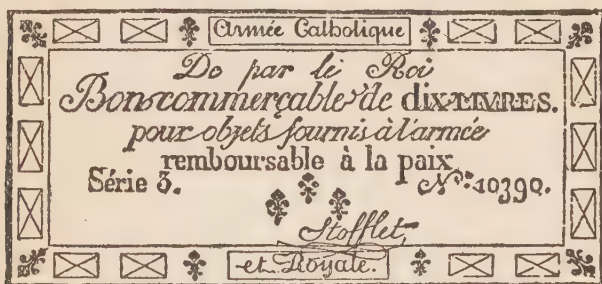 Armée Catholique
De par le Roi
Bon commerçable de dix LIVRES.
pour objets fournis à l'armée
remboursable à la paix
Série 3. N.º 10390.
Stofflet
et Royale.